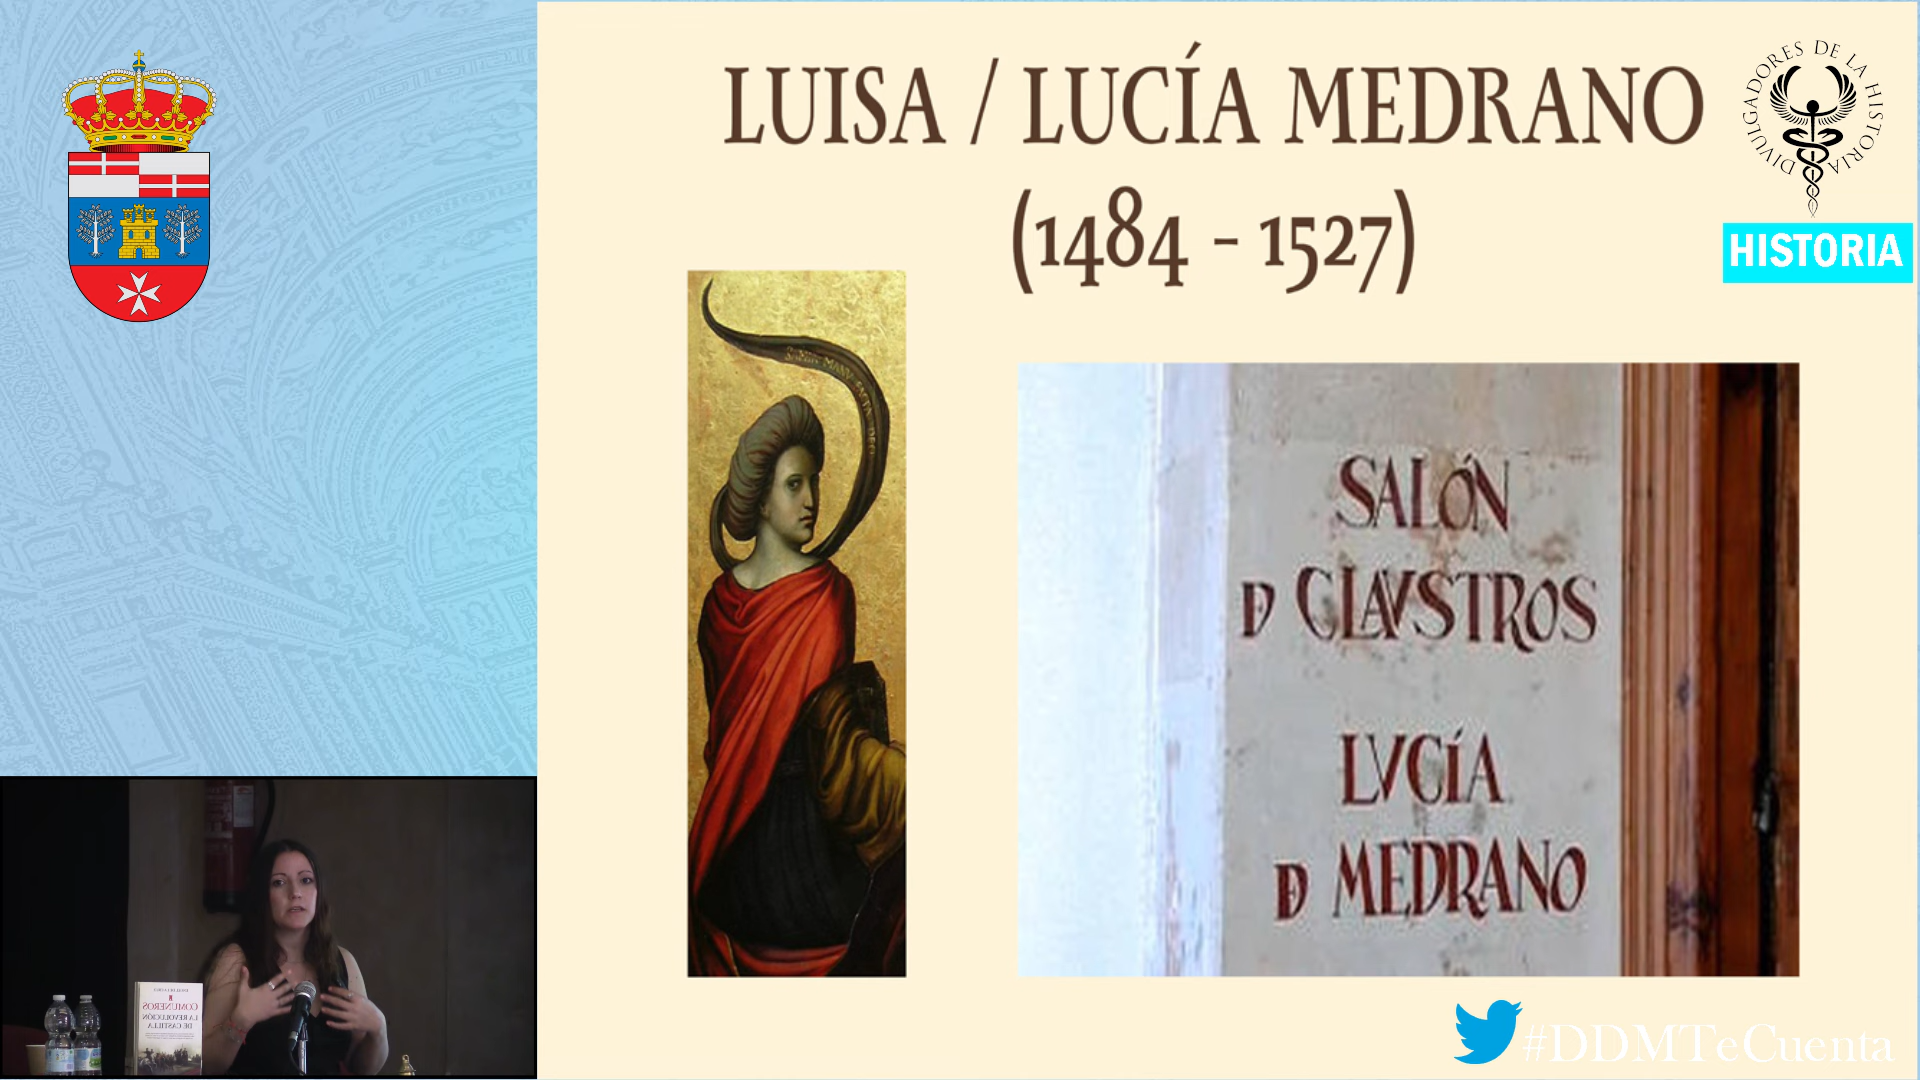 LUISA / LUCÍA MEDRANO
(1484 - 1527)
DIVULGADORES DE LA HISTORIA
HISTORIA
SALÓN
D CLAVSTROS
LVCÍA
D MEDRANO
COMUNEROS
LA REVOLUCIÓN
DE CASTILLA
#DDMTeCuenta